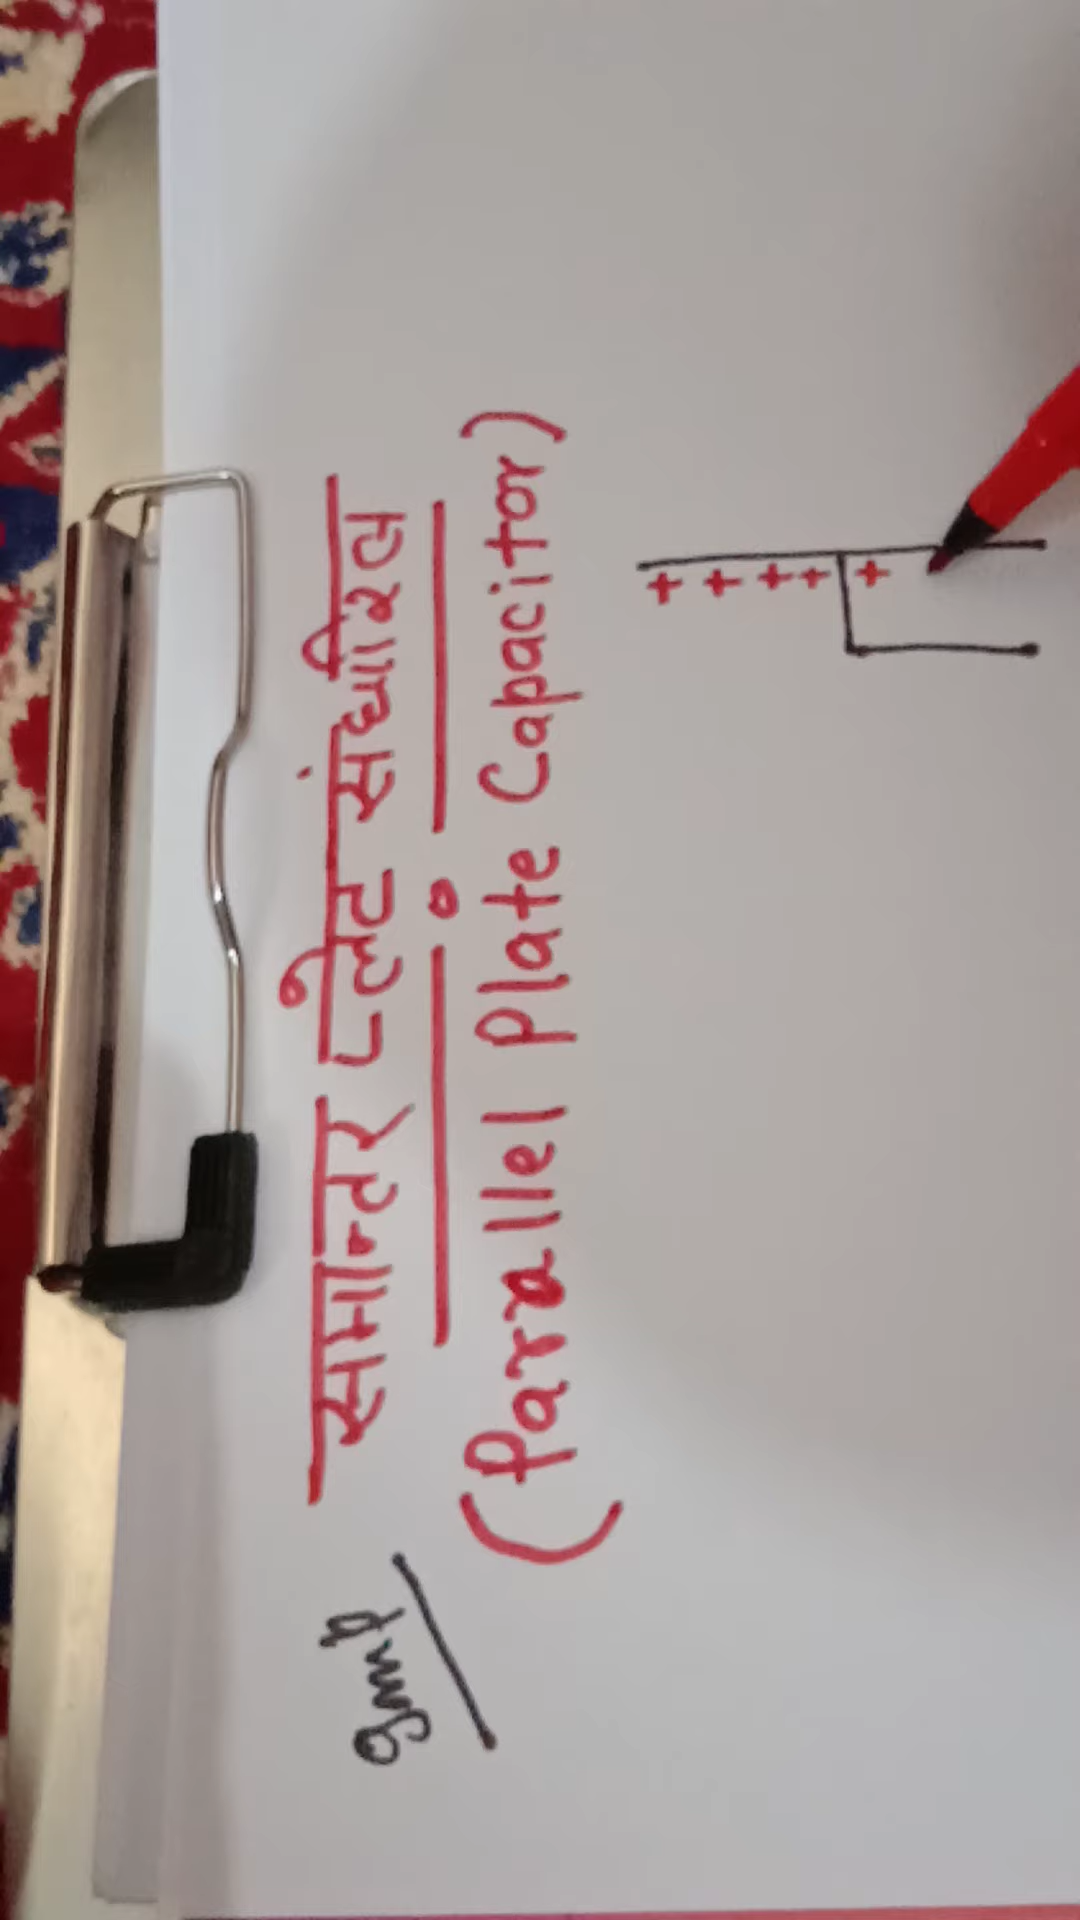 Imp
समान्तर प्लेट संधारित्र
(Parallel Plate Capacitor)
+ + + + +